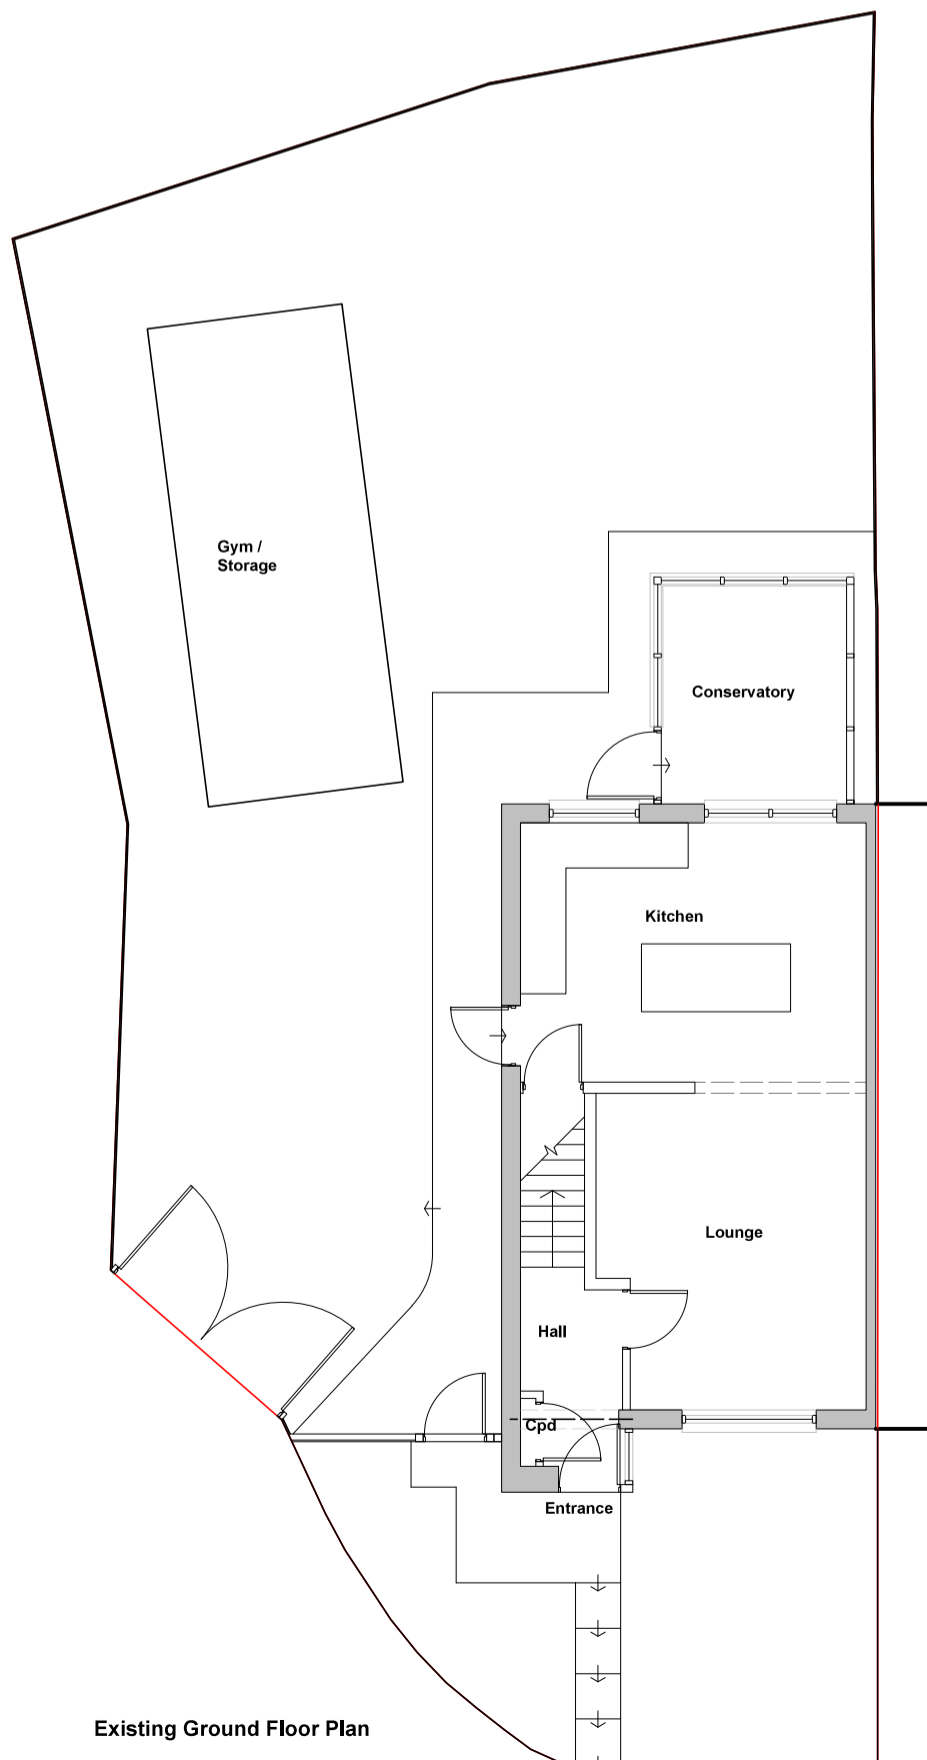 Gym /
Storage
Conservatory
Kitchen
Lounge
Hall
Cpd
Entrance
Existing Ground Floor Plan